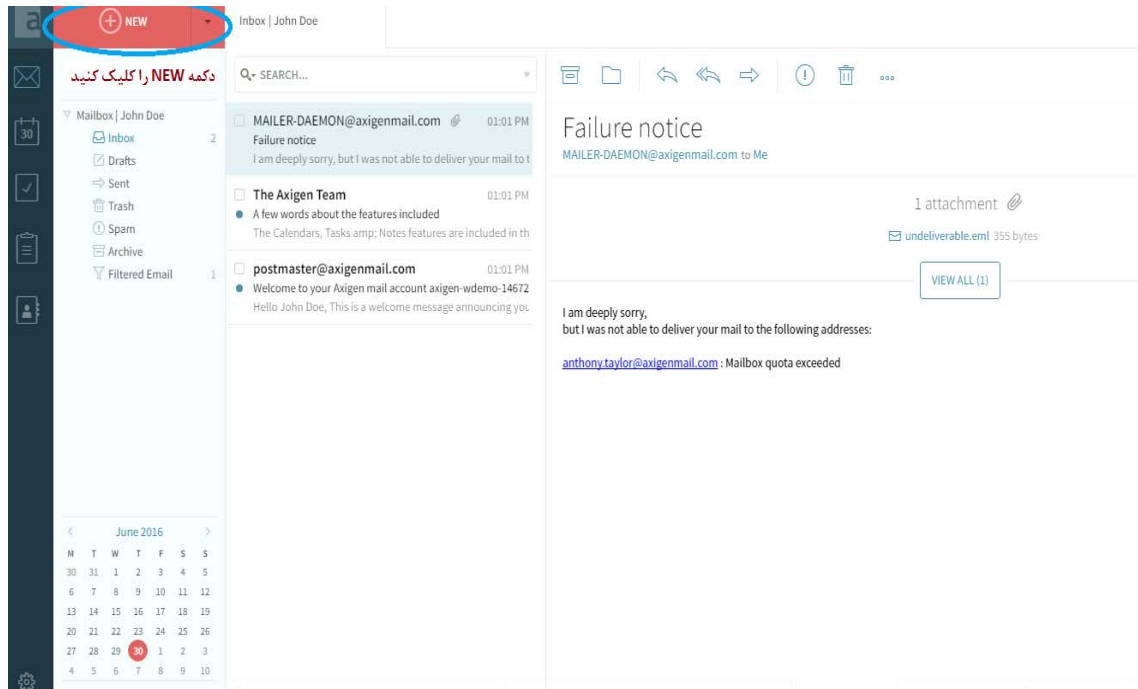 a
NEW
Inbox | John Doe
دکمه NEW را کلیک کنید
SEARCH...
Mailbox | John Doe
Inbox 2
Drafts
Sent
Trash
Spam
Archive
Filtered Email 1
30
MAILER-DAEMON@axigenmail.com 01:01 PM
Failure notice
I am deeply sorry, but I was not able to deliver your mail to t
The Axigen Team 01:01 PM
A few words about the features included
The Calendars, Tasks amp; Notes features are included in th
postmaster@axigenmail.com 01:01 PM
Welcome to your Axigen mail account axigen-wdemo-14672
Hello John Doe, This is a welcome message announcing you
Failure notice
MAILER-DAEMON@axigenmail.com to Me
1 attachment
undeliverable.eml 355 bytes
VIEW ALL (1)
I am deeply sorry,
but I was not able to deliver your mail to the following addresses:
anthony.taylor@axigenmail.com : Mailbox quota exceeded
June 2016
M T W T F S S
30 31 1 2 3 4 5
6 7 8 9 10 11 12
13 14 15 16 17 18 19
20 21 22 23 24 25 26
27 28 29 30 1 2 3
4 5 6 7 8 9 10